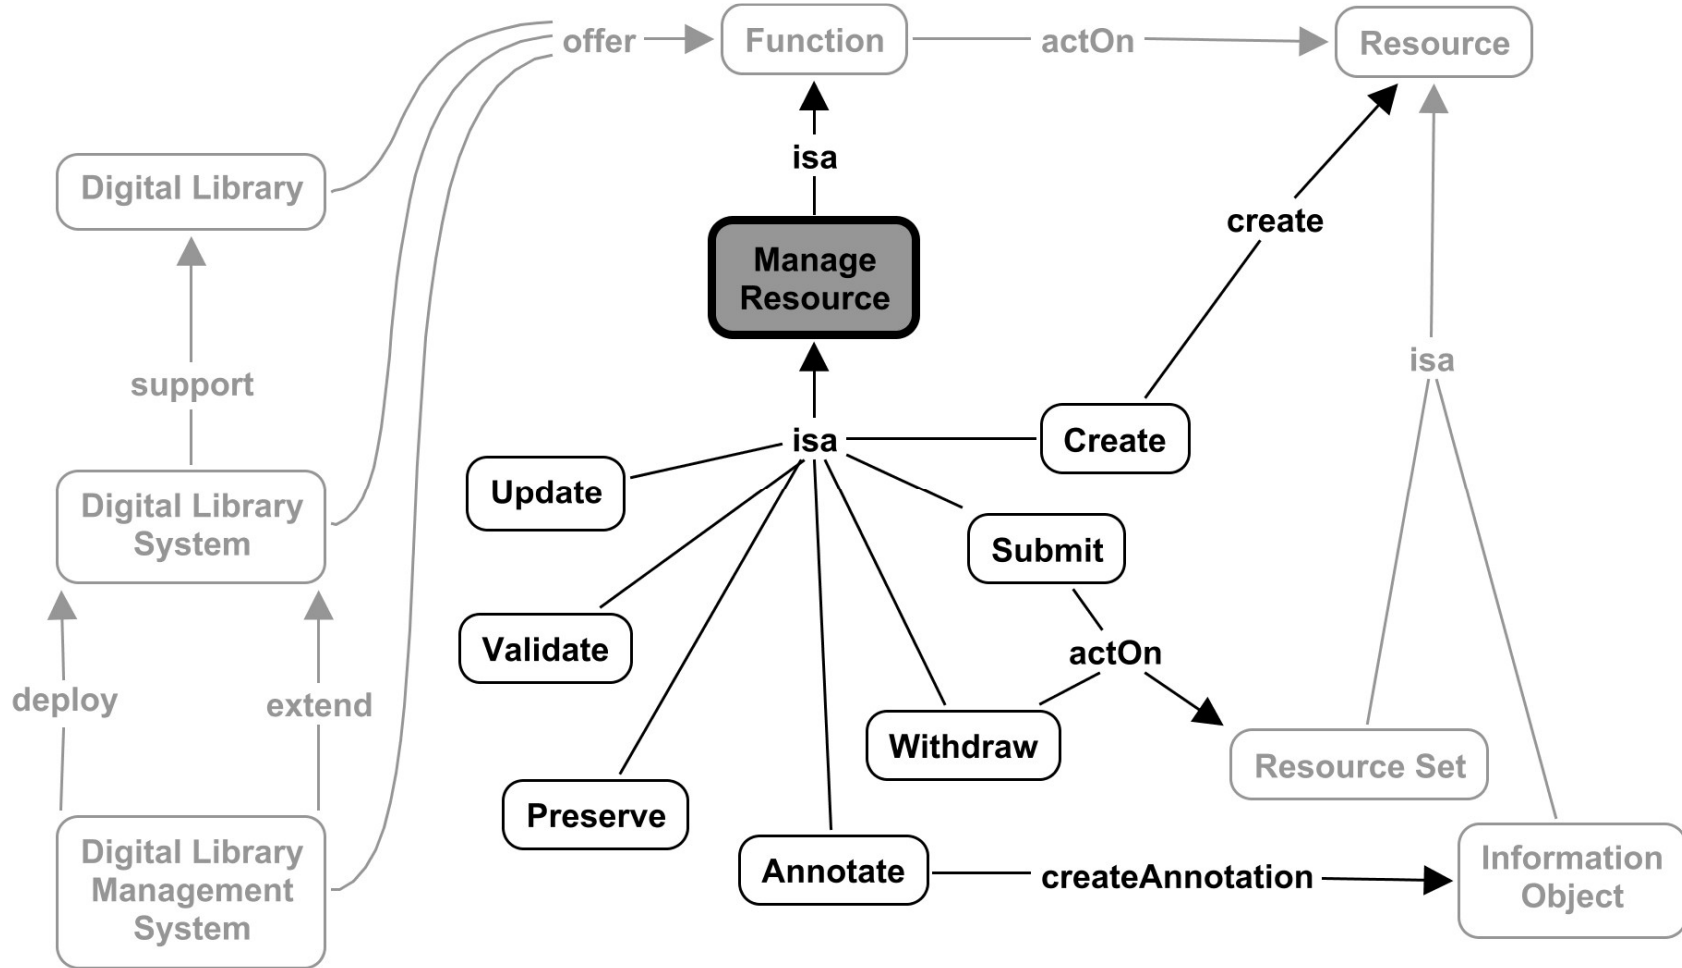 offer
Function
actOn
Resource
isa
Digital Library
create
Manage
Resource
isa
support
isa
Create
Update
Digital Library
System
Submit
Validate
actOn
deploy
extend
Withdraw
Resource Set
Preserve
Digital Library
Management
System
Annotate
createAnnotation
Information
Object